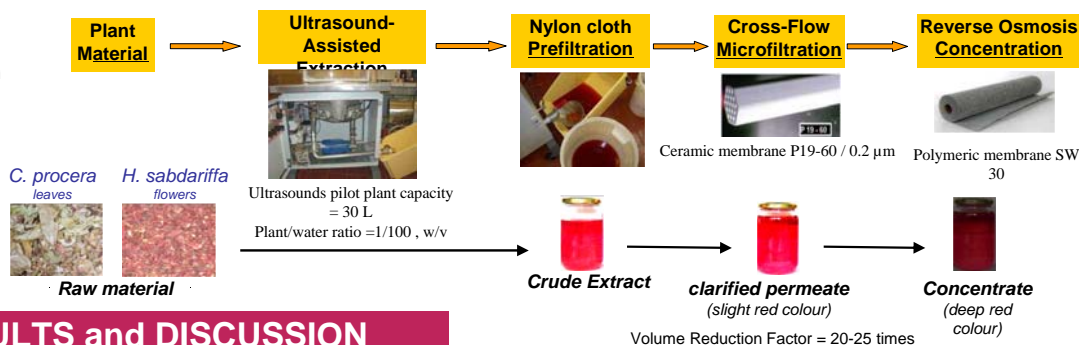 Plant
Material
Ultrasound-
Assisted
Extraction
Nylon cloth
Prefiltration
Cross-Flow
Microfiltration
Reverse Osmosis
Concentration
P19-60
Ceramic membrane P19-60 / 0.2 µm
Polymeric membrane SW
30
C. procera
leaves
H. sabdariffa
flowers
Ultrasounds pilot plant capacity
= 30 L
Plant/water ratio =1/100 , w/v
Raw material
Crude Extract
clarified permeate
(slight red colour)
Concentrate
(deep red
colour)
Volume Reduction Factor = 20-25 times
ULTS and DISCUSSION